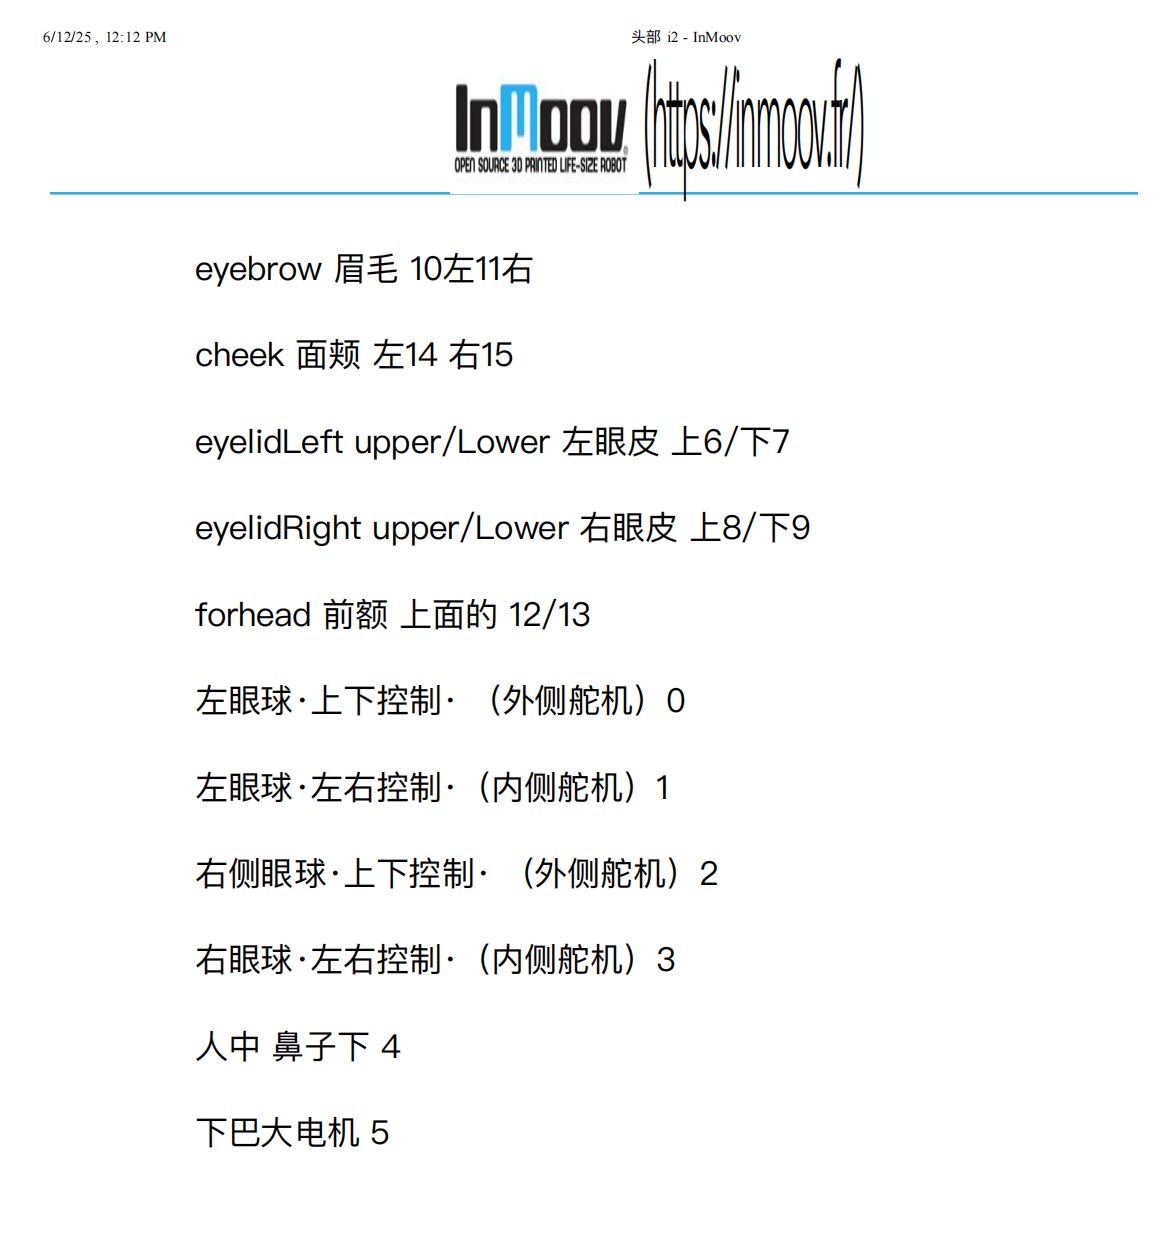 6/12/25, 12:12 PM
头部 i2 - InMoov
InMoov
OPEN SOURCE 3D PRINTED LIFE-SIZE ROBOT
(https://inmoov.fr/)
eyebrow 眉毛 10左11右
cheek 面颊 左14 右15
eyelidLeft upper/Lower 左眼皮 上6/下7
eyelidRight upper/Lower 右眼皮 上8/下9
forhead 前额 上面的 12/13
左眼球·上下控制· （外侧舵机）0
左眼球·左右控制·（内侧舵机）1
右侧眼球·上下控制· （外侧舵机）2
右眼球·左右控制·（内侧舵机）3
人中 鼻子下 4
下巴大电机 5